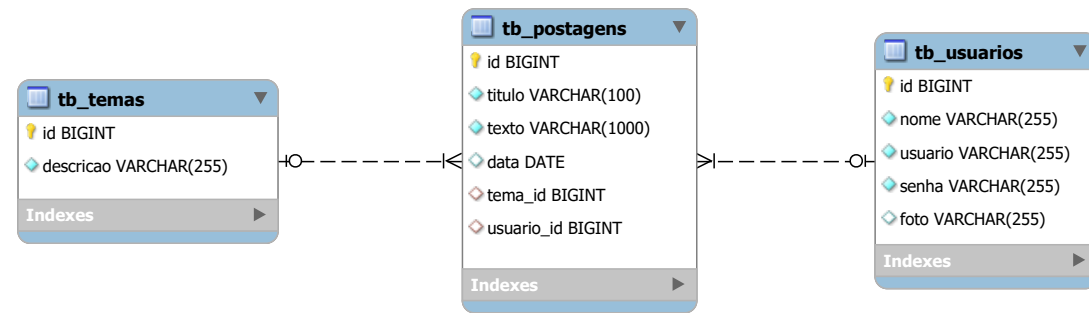 tb_temas
id BIGINT
descricao VARCHAR(255)
Indexes
tb_postagens
id BIGINT
titulo VARCHAR(100)
texto VARCHAR(1000)
data DATE
tema_id BIGINT
usuario_id BIGINT
Indexes
tb_usuarios
id BIGINT
nome VARCHAR(255)
usuario VARCHAR(255)
senha VARCHAR(255)
foto VARCHAR(255)
Indexes